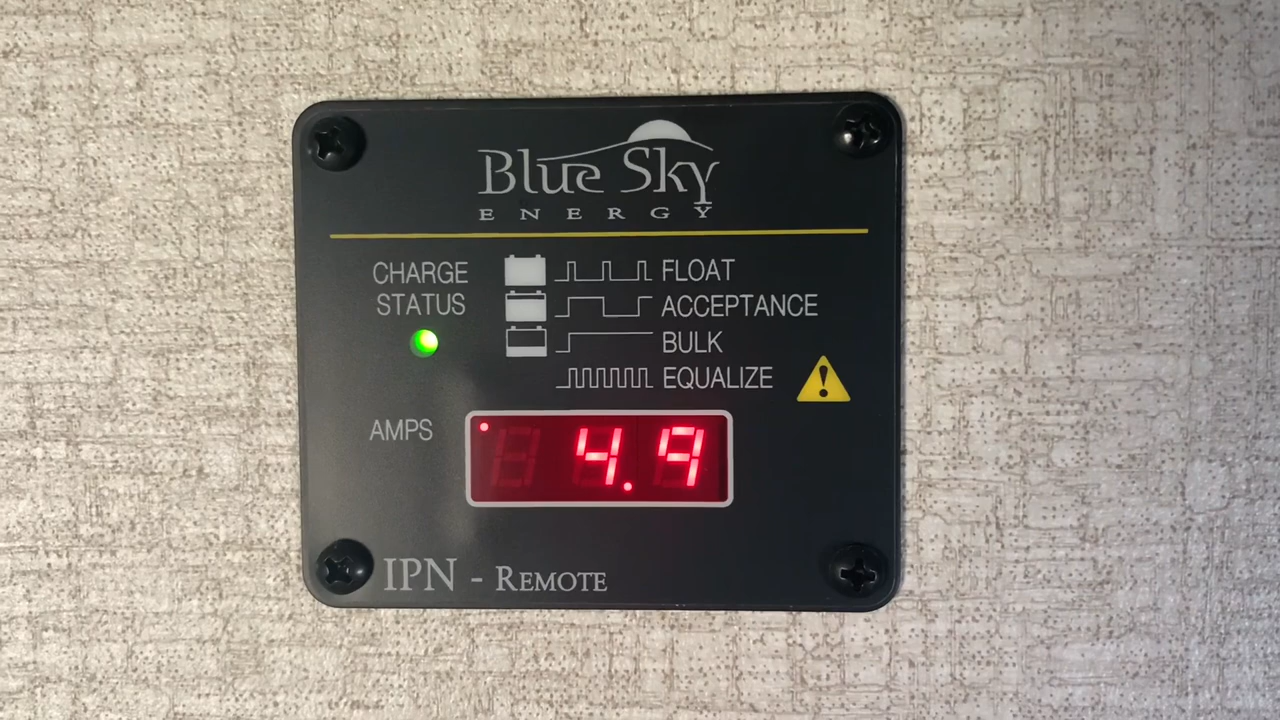 Blue Sky
ENERGY
CHARGE
STATUS
FLOAT
ACCEPTANCE
BULK
EQUALIZE
!
AMPS
4.9
IPN - REMOTE